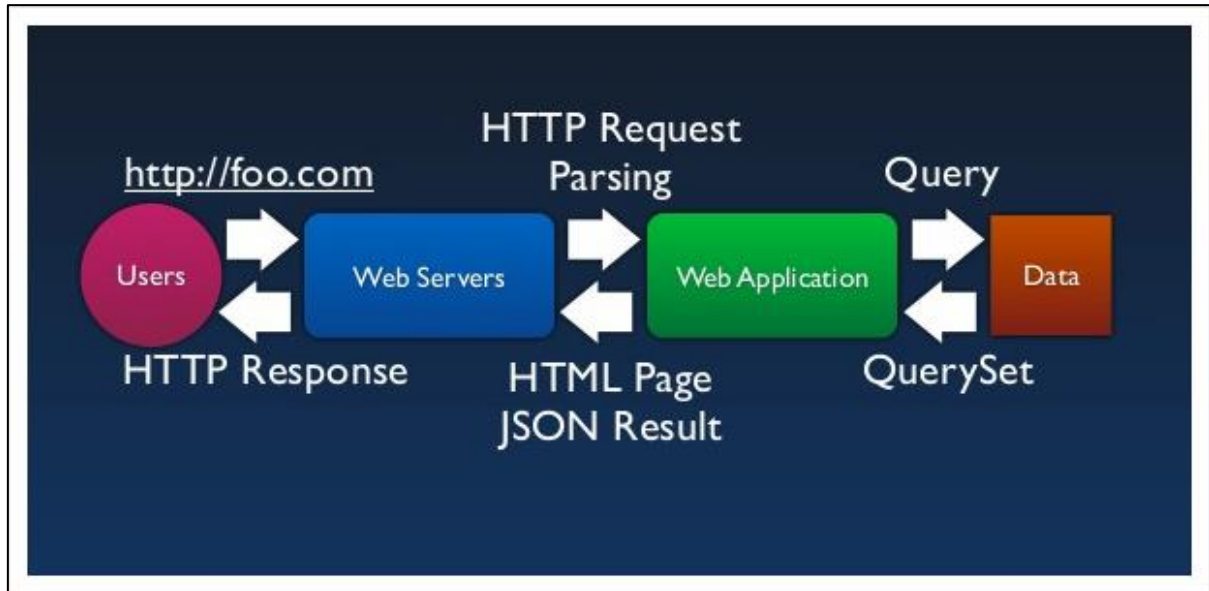 HTTP Request
Parsing
http://foo.com
Query
Users
Web Servers
Web Application
Data
HTTP Response
HTML Page
JSON Result
QuerySet